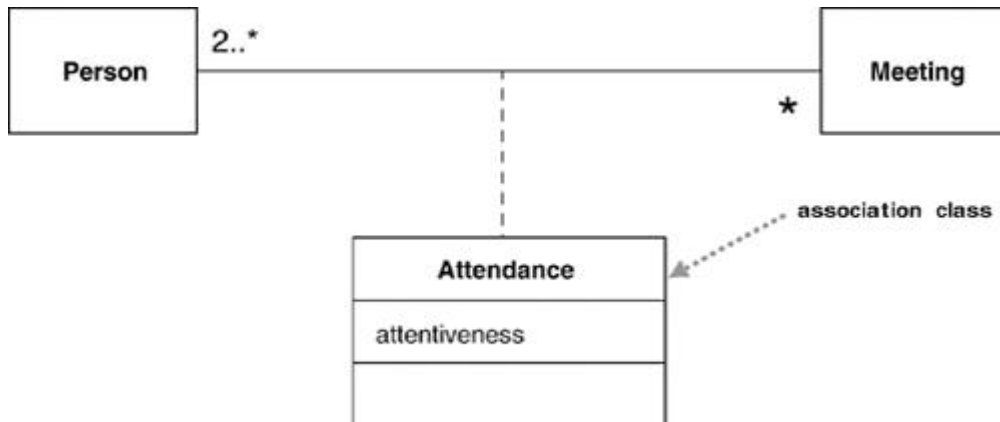 2..*
Person
Meeting
*
association class
Attendance
attentiveness